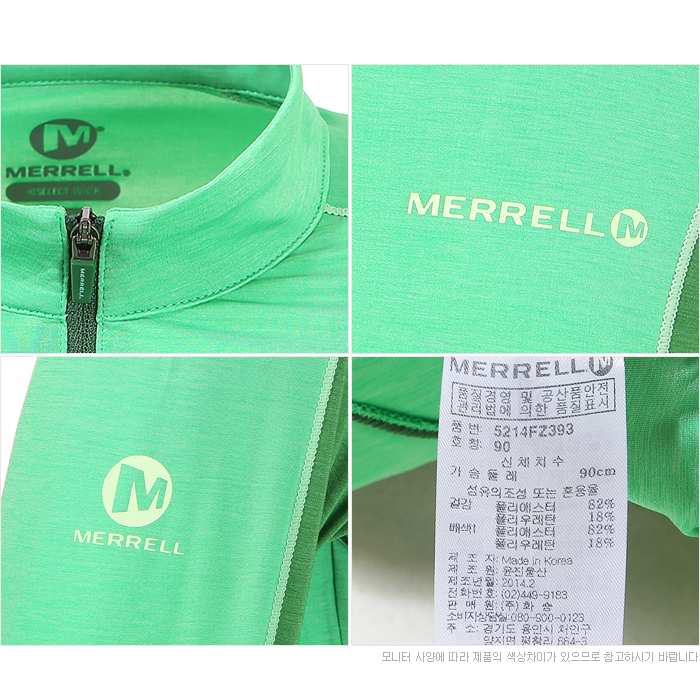 M
MERRELL®
MSELECT WICK
MERRELL
MERRELL M
M
MERRELL
MERRELL M
품질경영 및 공산품안전
관리법에 의한 품질표시
품 번: 5214FZ393
호 칭: 90
신체치수
가슴둘레 90cm
섬유의조성 또는 혼용율
겉감 폴리에스터 82%
폴리우레탄 18%
배색1 폴리에스터 82%
폴리우레탄 18%
제 조 자: Made in Korea
제 조 원: 윤진물산
제조년월: 2014.2
전화번호: (02)449-9183
판 매 원: (주)화 승
소비자상담실:080-900-0123
주 소: 경기도 용인시 처인구
양지면 평창리 664-3
모니터 사양에 따라 제품의 색상차이가 있으므로 참고하시기 바랍니다